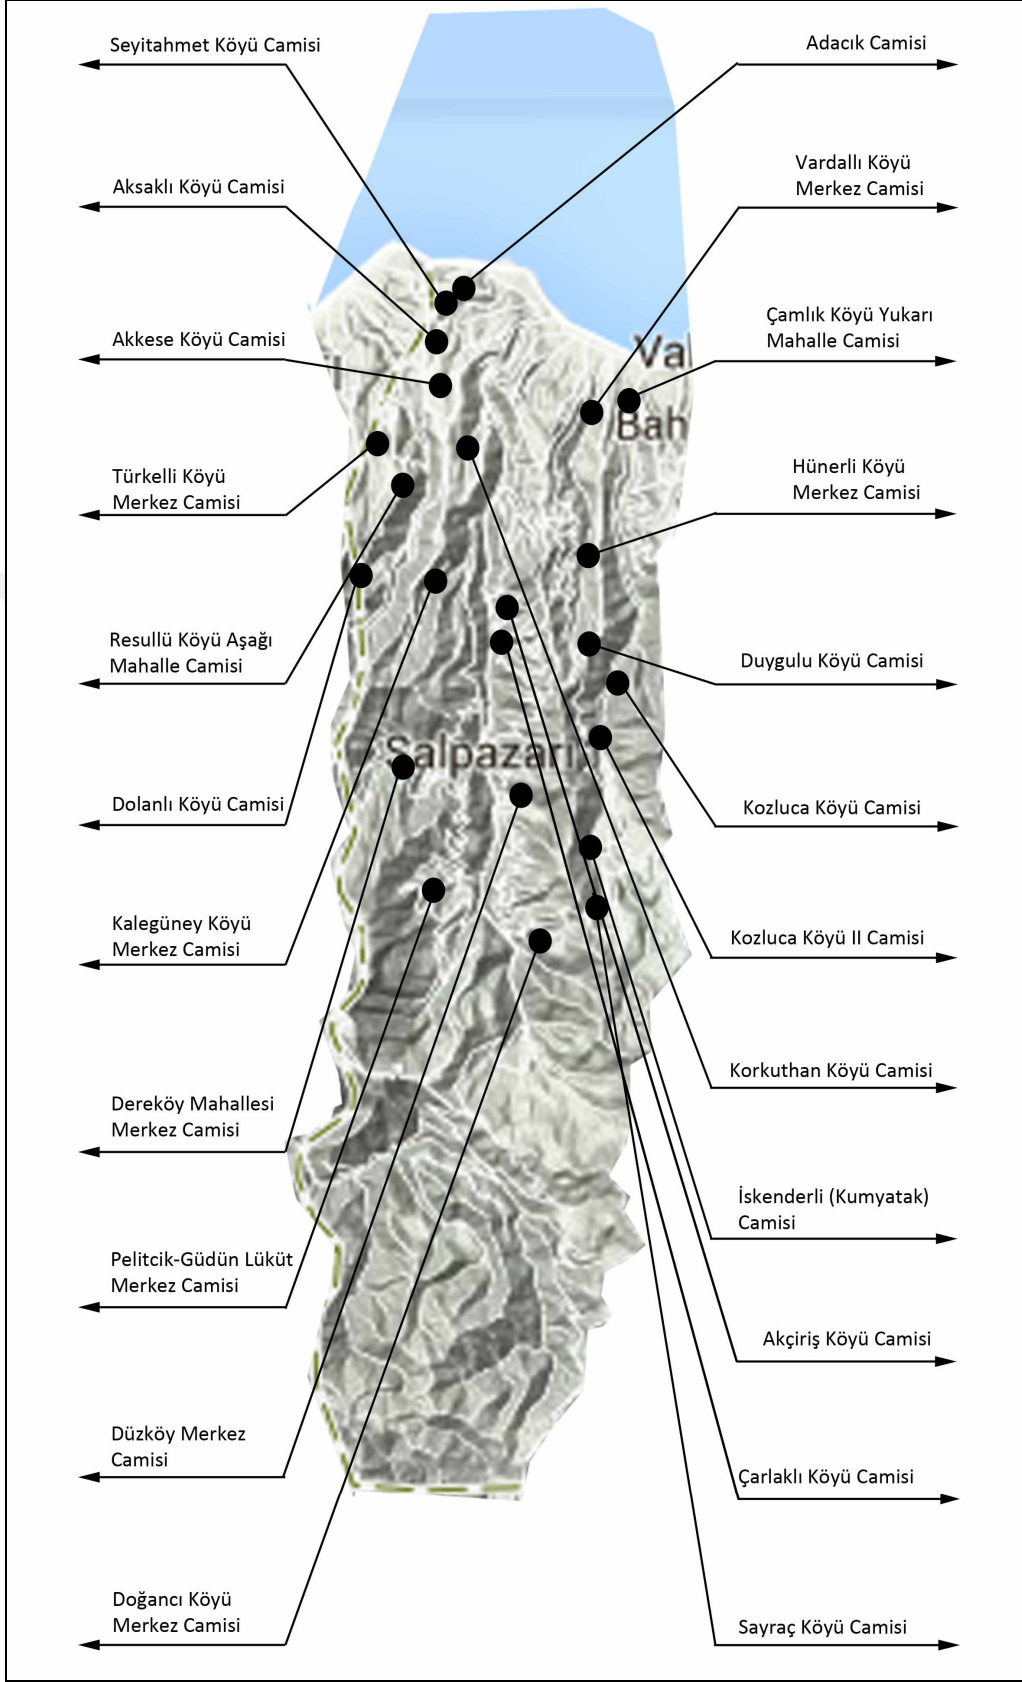 Seyitahmet Köyü Camisi
Adacık Camisi
Vardallı Köyü
Merkez Camisi
Aksaklı Köyü Camisi
Çamlık Köyü Yukarı
Mahalle Camisi
Akkese Köyü Camisi
Va
Bah
Hünerli Köyü
Merkez Camisi
Türkelli Köyü
Merkez Camisi
Resullü Köyü Aşağı
Mahalle Camisi
Duygulu Köyü Camisi
Salpazarı
Dolanlı Köyü Camisi
Kozluca Köyü Camisi
Kalegüney Köyü
Merkez Camisi
Kozluca Köyü II Camisi
Korkuthan Köyü Camisi
Dereköy Mahallesi
Merkez Camisi
İskenderli (Kumyatak)
Camisi
Pelitcik-Güdün Lüküt
Merkez Camisi
Akçiriş Köyü Camisi
Düzköy Merkez
Camisi
Çarlaklı Köyü Camisi
Doğancı Köyü
Merkez Camisi
Sayraç Köyü Camisi